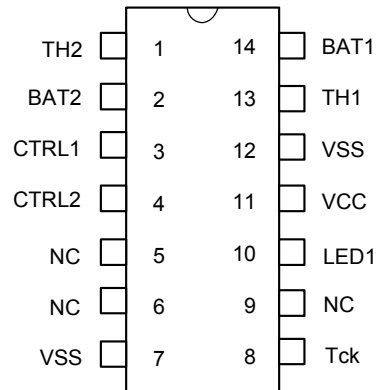 TH2 1 14 BAT1
BAT2 2 13 TH1
CTRL1 3 12 VSS
CTRL2 4 11 VCC
NC 5 10 LED1
NC 6 9 NC
VSS 7 8 Tck